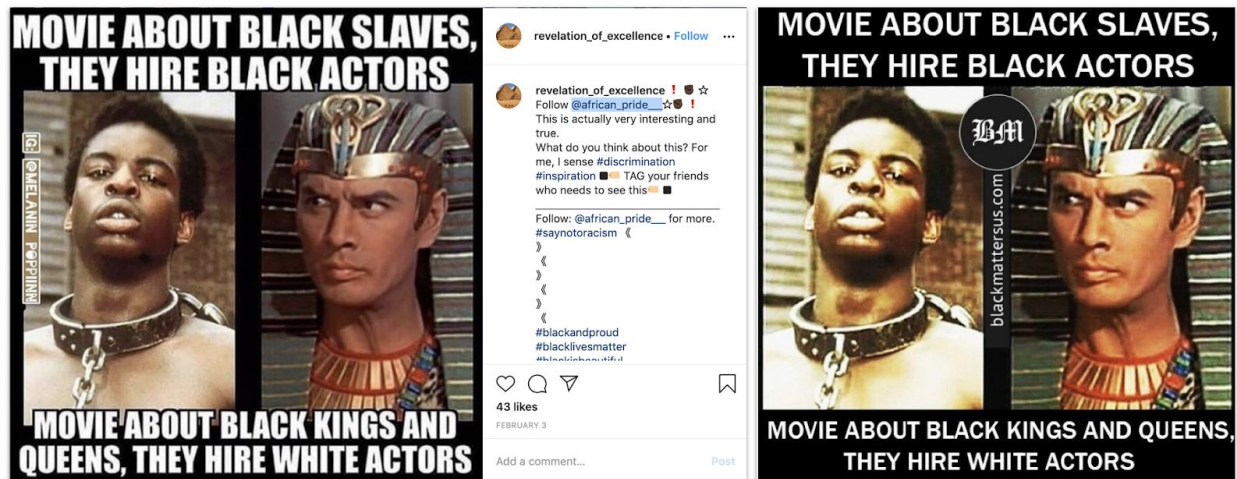 MOVIE ABOUT BLACK SLAVES,
THEY HIRE BLACK ACTORS
IG: @MELANIN_POPPIINN
MOVIE ABOUT BLACK KINGS AND
QUEENS, THEY HIRE WHITE ACTORS
revelation_of_excellence • Follow
revelation_of_excellence ❗ ✊🏿 ☆
Follow @african_pride__☆✊🏿 ❗
This is actually very interesting and
true.
What do you think about this? For
me, I sense #discrimination
#inspiration TAG your friends
who needs to see this
Follow: @african_pride__ for more.
#saynotoracism 《
》
《
》
《
》
《
#blackandproud
#blacklivesmatter
#blackisbeautiful
43 likes
FEBRUARY 3
Add a comment...
Post
MOVIE ABOUT BLACK SLAVES,
THEY HIRE BLACK ACTORS
BM
blackmattersus.com
MOVIE ABOUT BLACK KINGS AND QUEENS,
THEY HIRE WHITE ACTORS